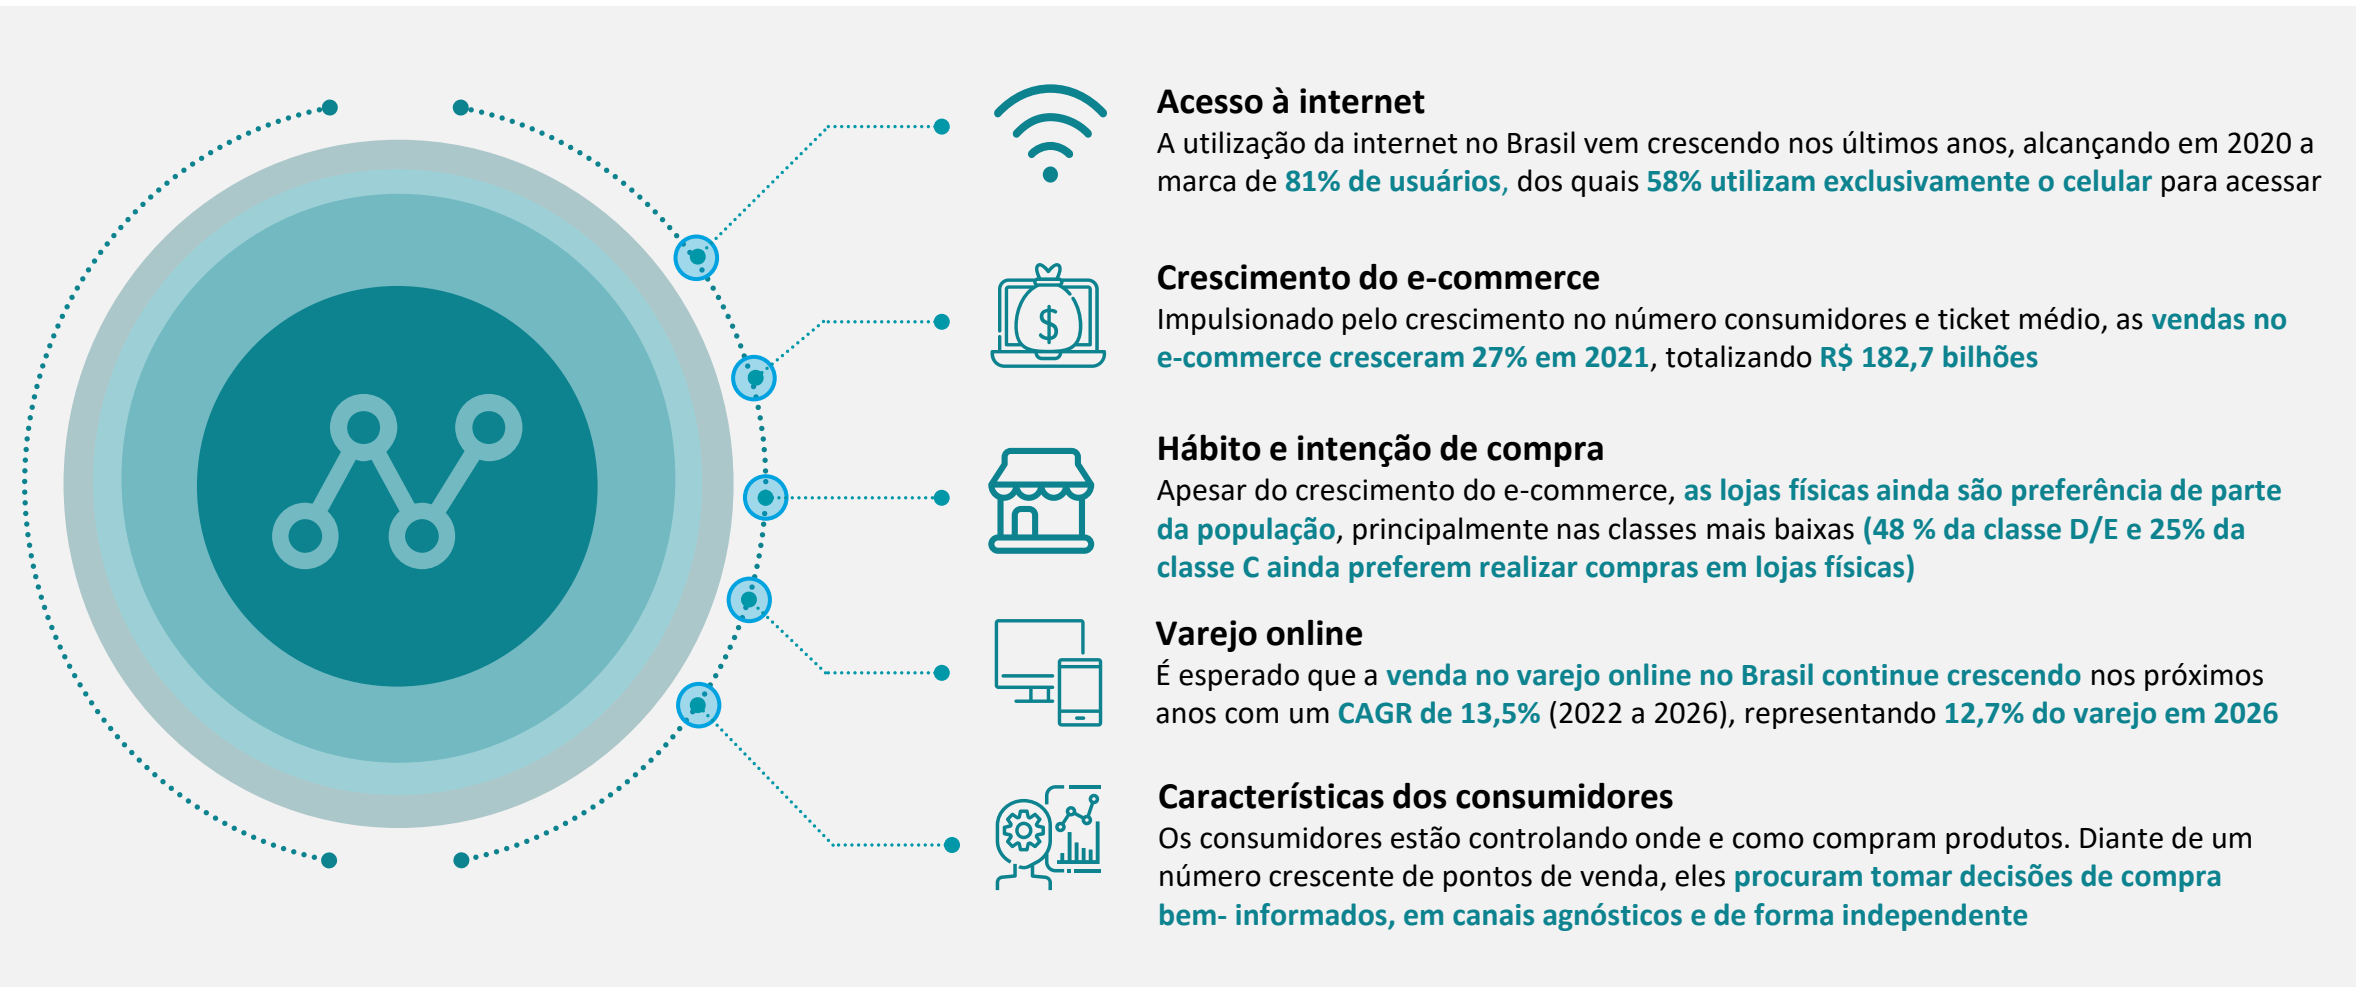 Acesso à internet
A utilização da internet no Brasil vem crescendo nos últimos anos, alcançando em 2020 a
marca de 81% de usuários, dos quais 58% utilizam exclusivamente o celular para acessar
Crescimento do e-commerce
Impulsionado pelo crescimento no número consumidores e ticket médio, as vendas no
e-commerce cresceram 27% em 2021, totalizando R$ 182,7 bilhões
$
Hábito e intenção de compra
Apesar do crescimento do e-commerce, as lojas físicas ainda são preferência de parte
da população, principalmente nas classes mais baixas (48 % da classe D/E e 25% da
classe C ainda preferem realizar compras em lojas físicas)
Varejo online
É esperado que a venda no varejo online no Brasil continue crescendo nos próximos
anos com um CAGR de 13,5% (2022 a 2026), representando 12,7% do varejo em 2026
Características dos consumidores
Os consumidores estão controlando onde e como compram produtos. Diante de um
número crescente de pontos de venda, eles procuram tomar decisões de compra
bem- informados, em canais agnósticos e de forma independente